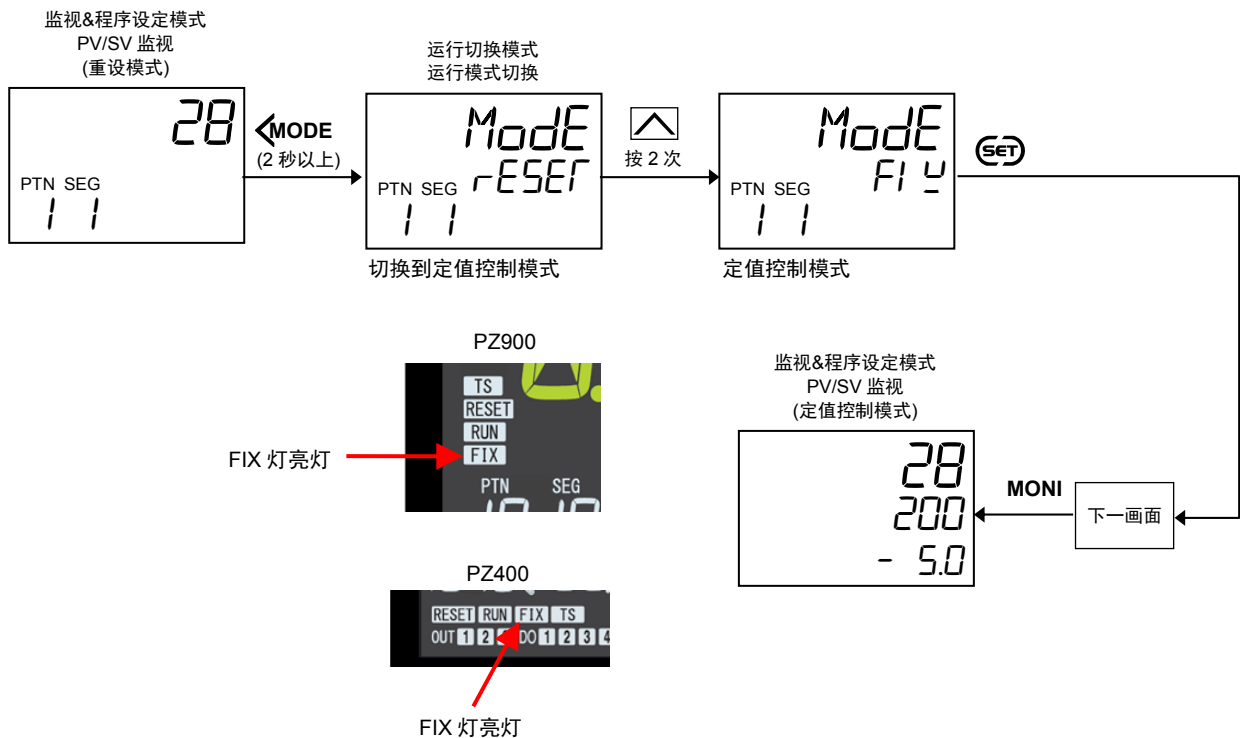 监视&程序设定模式
PV/SV 监视
(重设模式)
28
PTN SEG
1 1
<MODE
(2 秒以上)
运行切换模式
运行模式切换
ModE
rESET
PTN SEG
1 1
切换到定值控制模式
按 2 次
ModE
FIX
PTN SEG
1 1
定值控制模式
SET
PZ900
TS
RESET
RUN
FIX
PTN SEG
FIX 灯亮灯
监视&程序设定模式
PV/SV 监视
(定值控制模式)
28
200
- 5.0
MONI
下一画面
PZ400
RESET RUN FIX TS
OUT 1 2 DO 1 2 3 4
FIX 灯亮灯